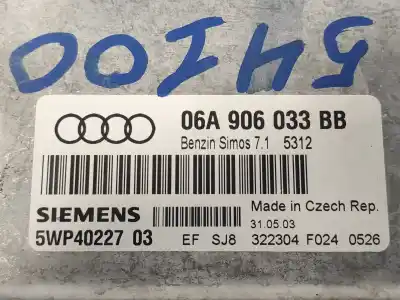 54I00
06A 906 033 BB
Benzin Simos 7.1 5312
SIEMENS
Made in Czech Rep.
31.05.03
5WP40227 03
EF SJ8 322304 F024 0526